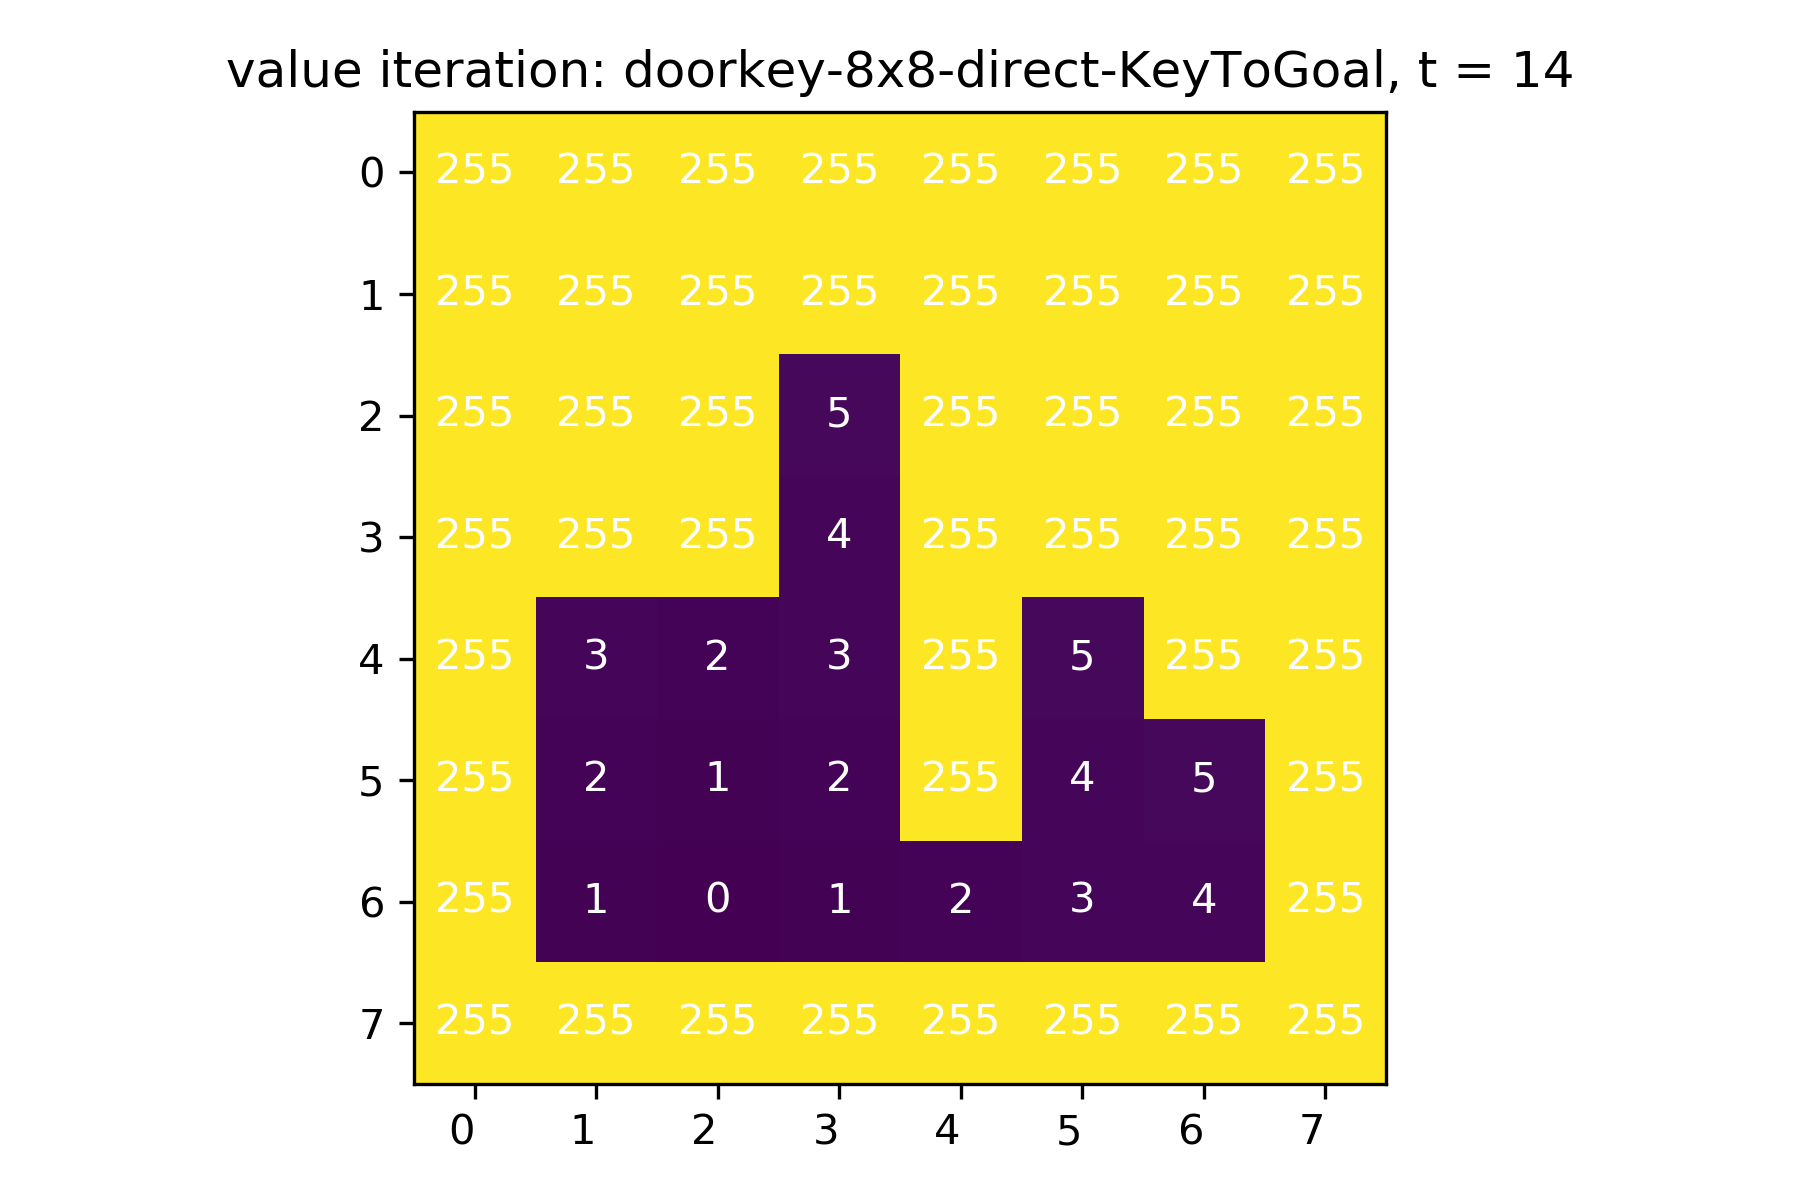 value iteration: doorkey-8x8-direct-KeyToGoal, t = 14
0 255 255 255 255 255 255 255 255
1 255 255 255 255 255 255 255 255
2 255 255 255 5 255 255 255 255
3 255 255 255 4 255 255 255 255
4 255 3 2 3 255 5 255 255
5 255 2 1 2 255 4 5 255
6 255 1 0 1 2 3 4 255
7 255 255 255 255 255 255 255 255
0 1 2 3 4 5 6 7